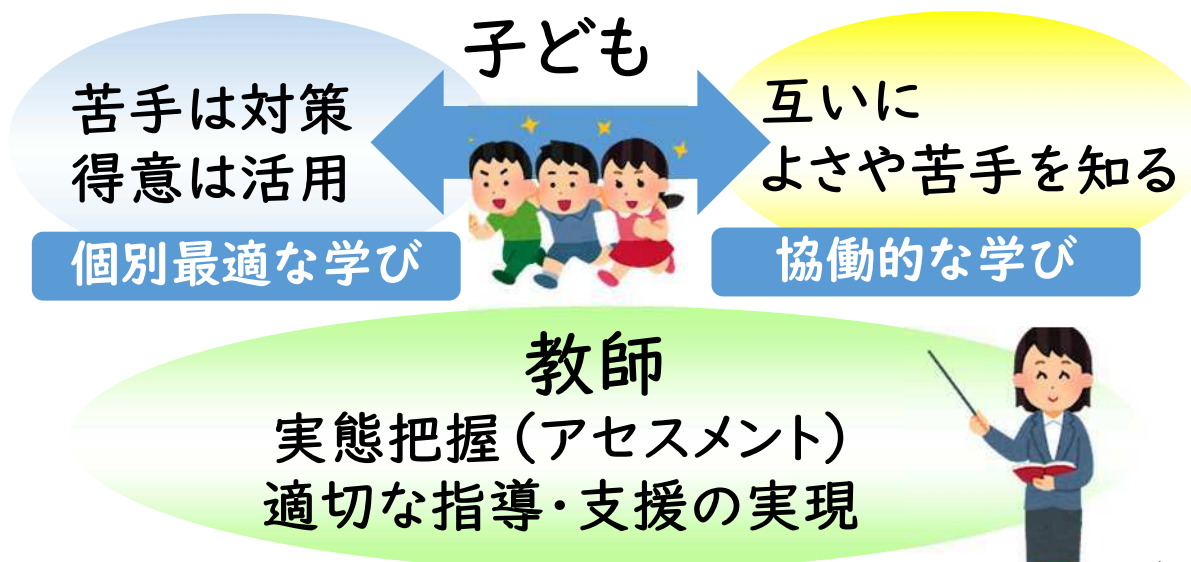 子ども
苦手は対策
得意は活用
個別最適な学び
互いに
よさや苦手を知る
協働的な学び
教師
実態把握(アセスメント)
適切な指導・支援の実現